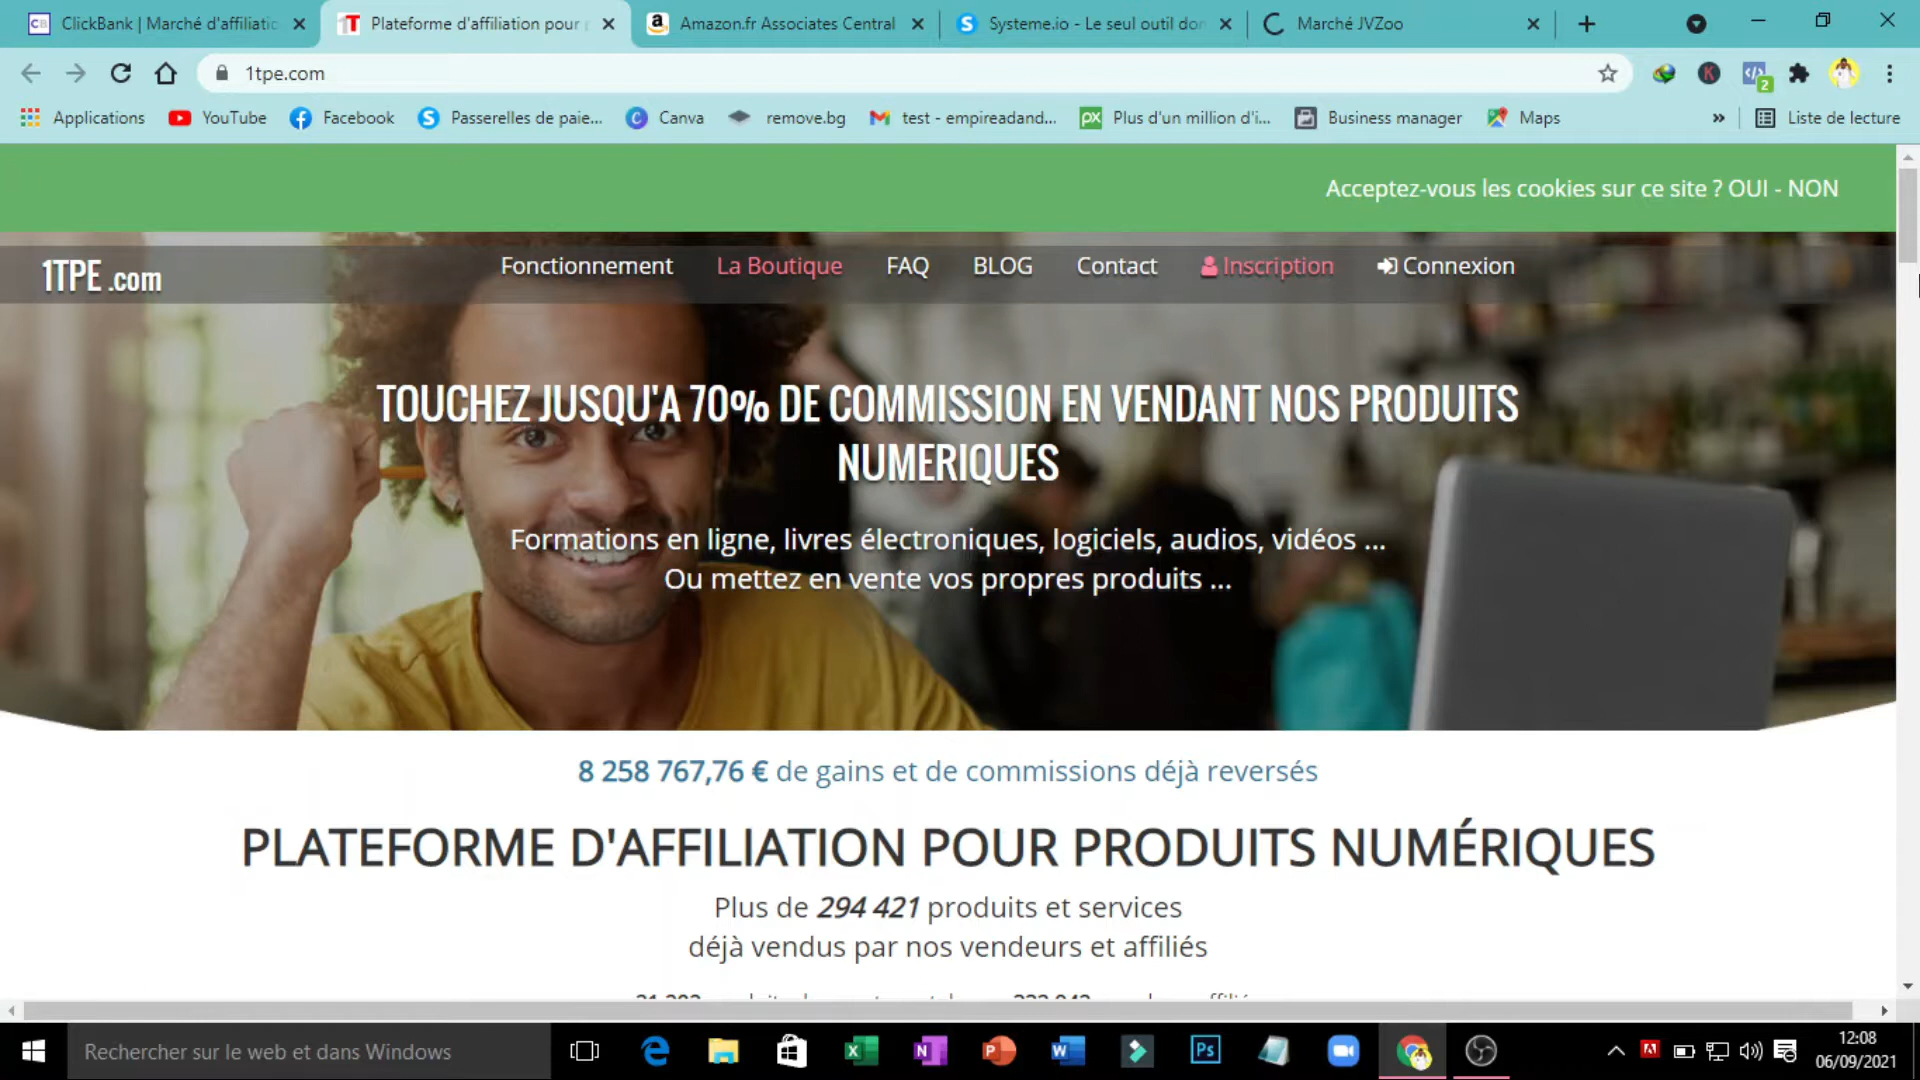 ClickBank | Marché d'affiliatio
Plateforme d'affiliation pour p
Amazon.fr Associates Central
Systeme.io - Le seul outil don
Marché JVZoo
1tpe.com
2
Applications
YouTube
Facebook
Passerelles de paie...
Canva
remove.bg
test - empireadand...
Plus d'un million d'i...
Business manager
Maps
»
Liste de lecture
Acceptez-vous les cookies sur ce site ? OUI - NON
1TPE .com
Fonctionnement
La Boutique
FAQ
BLOG
Contact
Inscription
Connexion
TOUCHEZ JUSQU'A 70% DE COMMISSION EN VENDANT NOS PRODUITS
NUMERIQUES
Formations en ligne, livres électroniques, logiciels, audios, vidéos ...
Ou mettez en vente vos propres produits ...
8 258 767,76 € de gains et de commissions déjà reversés
PLATEFORME D'AFFILIATION POUR PRODUITS NUMÉRIQUES
Plus de 294 421 produits et services
déjà vendus par nos vendeurs et affiliés
Rechercher sur le web et dans Windows
12:08
06/09/2021